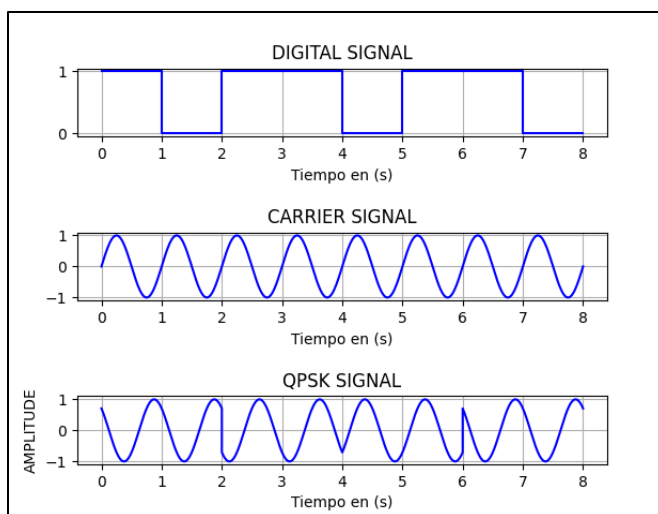 DIGITAL SIGNAL
1
0
0 1 2 3 4 5 6 7 8
Tiempo en (s)
CARRIER SIGNAL
1
0
−1
0 1 2 3 4 5 6 7 8
Tiempo en (s)
QPSK SIGNAL
AMPLITUDE
1
0
−1
0 1 2 3 4 5 6 7 8
Tiempo en (s)